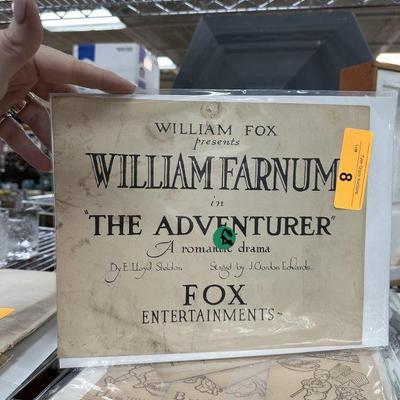 WILLIAM FOX
presents
WILLIAM FARNUM
in
"THE ADVENTURER"
A romantic drama
By E. Lloyd Sheldon Staged by J. Gordon Edwards
FOX
ENTERTAINMENTS~
8